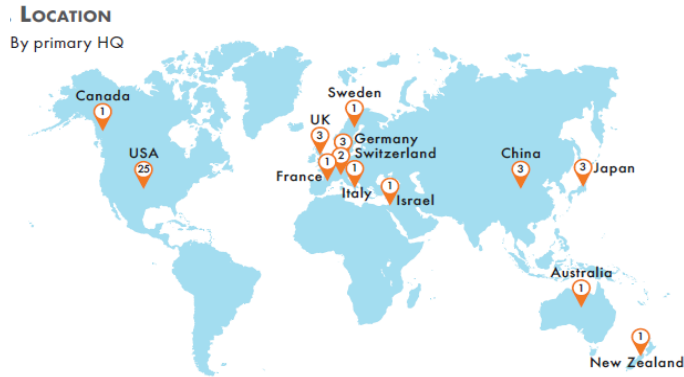 LOCATION
By primary HQ
Sweden
1
Canada
1
UK
3
Germany
3
USA
25
Switzerland
2
China
3
Japan
3
France
1
Italy
1
Israel
1
Australia
1
New Zealand
1